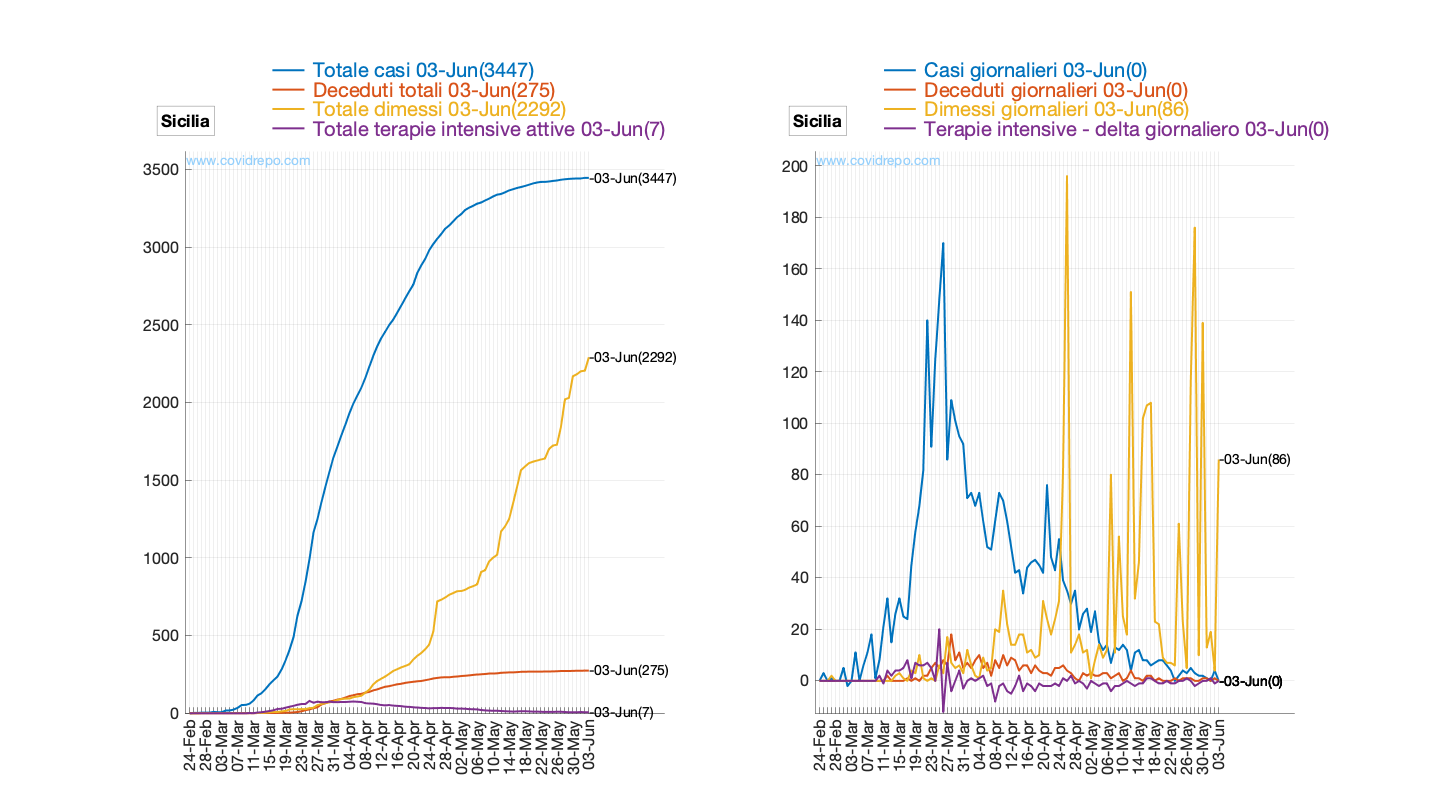 Totale casi 03-Jun(3447)
Deceduti totali 03-Jun(275)
Totale dimessi 03-Jun(2292)
Totale terapie intensive attive 03-Jun(7)
Sicilia
www.covidrepo.com
3500
3000
2500
2000
1500
1000
500
0
-03-Jun(3447)
-03-Jun(2292)
-03-Jun(275)
-03-Jun(7)
24-Feb
28-Feb
03-Mar
07-Mar
11-Mar
15-Mar
19-Mar
23-Mar
27-Mar
31-Mar
04-Apr
08-Apr
12-Apr
16-Apr
20-Apr
24-Apr
28-Apr
02-May
06-May
10-May
14-May
18-May
22-May
26-May
30-May
03-Jun
Casi giornalieri 03-Jun(0)
Deceduti giornalieri 03-Jun(0)
Dimessi giornalieri 03-Jun(86)
Terapie intensive - delta giornaliero 03-Jun(0)
Sicilia
www.covidrepo.com
200
180
160
140
120
100
80
60
40
20
0
-03-Jun(86)
-03-Jun(0)
24-Feb
28-Feb
03-Mar
07-Mar
11-Mar
15-Mar
19-Mar
23-Mar
27-Mar
31-Mar
04-Apr
08-Apr
12-Apr
16-Apr
20-Apr
24-Apr
28-Apr
02-May
06-May
10-May
14-May
18-May
22-May
26-May
30-May
03-Jun